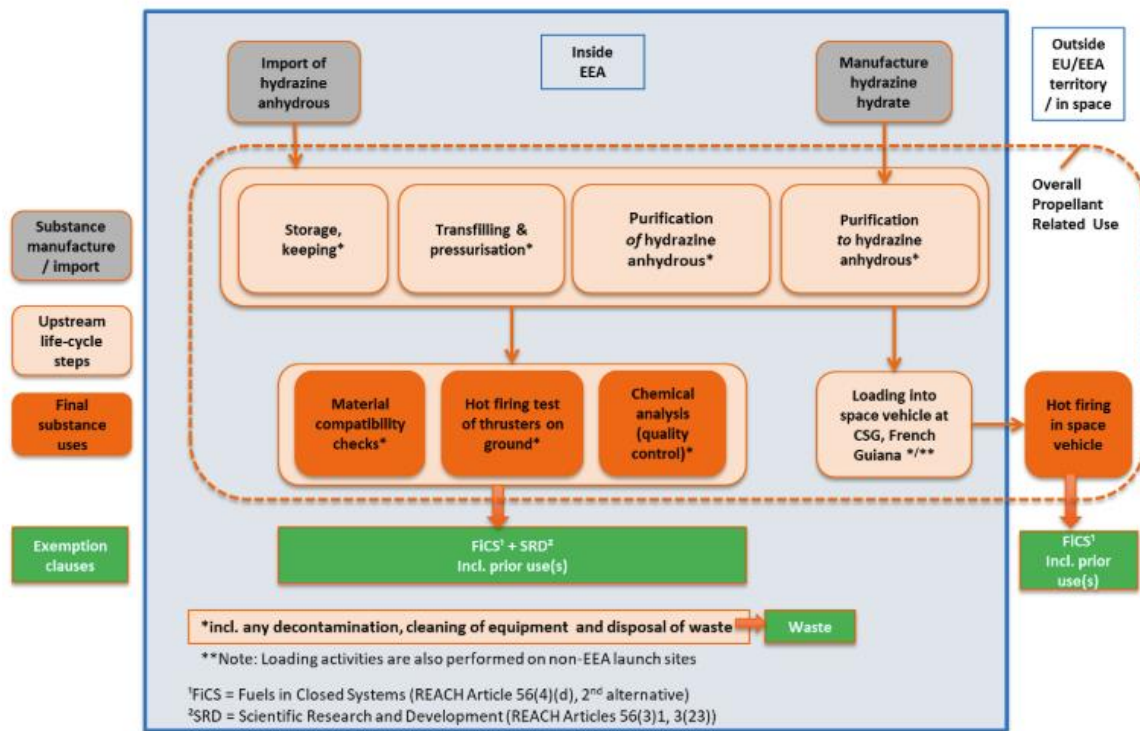 Import of
hydrazine
anhydrous
Inside
EEA
Manufacture
hydrazine
hydrate
Outside
EU/EEA
territory
/ in space
Overall
Propellant
Related Use
Substance
manufacture
/ import
Storage,
keeping*
Transfilling &
pressurisation*
Purification
of hydrazine
anhydrous*
Purification
to hydrazine
anhydrous*
Upstream
life-cycle
steps
Final
substance
uses
Material
compatibility
checks*
Hot firing test
of thrusters on
ground*
Chemical
analysis
(quality
control)*
Loading into
space vehicle at
CSG, French
Guiana */**
Hot firing
in space
vehicle
Exemption
clauses
FiCS¹ + SRD²
Incl. prior use(s)
FiCS¹
Incl. prior
use(s)
*incl. any decontamination, cleaning of equipment and disposal of waste
Waste
**Note: Loading activities are also performed on non-EEA launch sites
¹FiCS = Fuels in Closed Systems (REACH Article 56(4)(d), 2nd alternative)
²SRD = Scientific Research and Development (REACH Articles 56(3)1, 3(23))